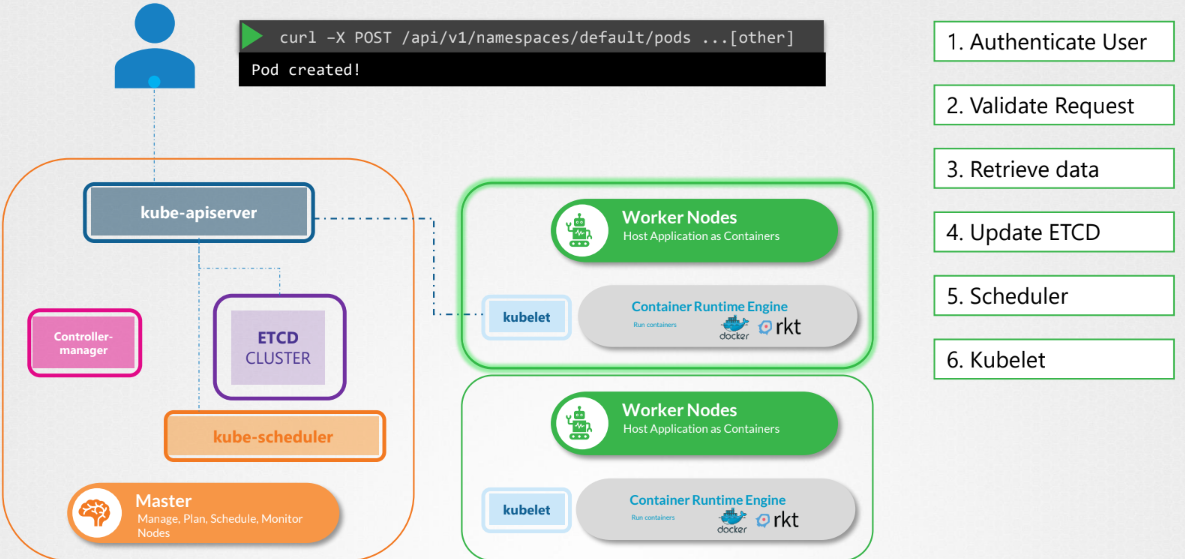 curl –X POST /api/v1/namespaces/default/pods ...[other]
Pod created!
1. Authenticate User
2. Validate Request
3. Retrieve data
4. Update ETCD
5. Scheduler
6. Kubelet
kube-apiserver
Controller-
manager
ETCD
CLUSTER
kube-scheduler
Master
Manage, Plan, Schedule, Monitor
Nodes
Worker Nodes
Host Application as Containers
kubelet
Container Runtime Engine
Run containers
docker
rkt
Worker Nodes
Host Application as Containers
kubelet
Container Runtime Engine
Run containers
docker
rkt